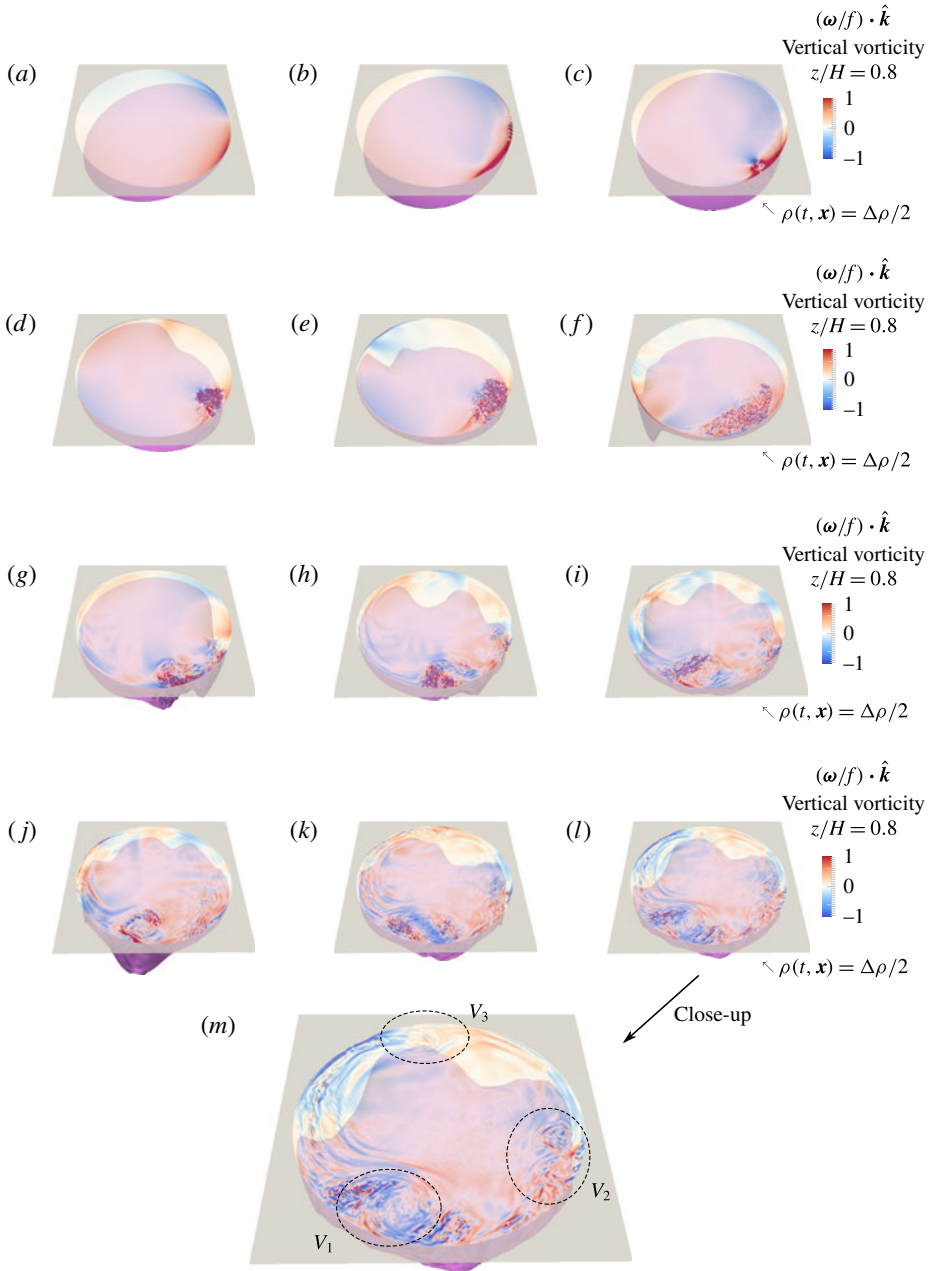 (ω/f) · k̂
Vertical vorticity
z/H = 0.8
(a) (b) (c)
1
0
−1
ρ(t, x) = Δρ/2
(ω/f) · k̂
Vertical vorticity
z/H = 0.8
(d) (e) (f)
1
0
−1
ρ(t, x) = Δρ/2
(ω/f) · k̂
Vertical vorticity
z/H = 0.8
(g) (h) (i)
1
0
−1
ρ(t, x) = Δρ/2
(ω/f) · k̂
Vertical vorticity
z/H = 0.8
(j) (k) (l)
1
0
−1
ρ(t, x) = Δρ/2
Close-up
(m)
V3
V2
V1